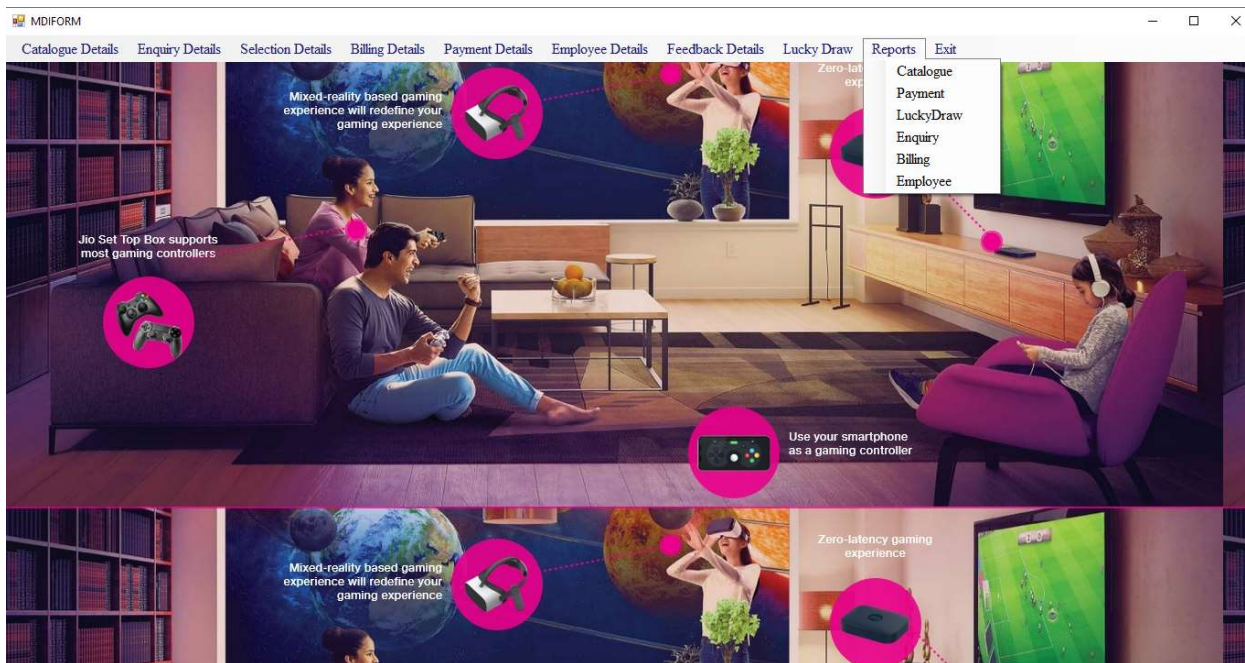 MDIFORM
Catalogue Details Enquiry Details Selection Details Billing Details Payment Details Employee Details Feedback Details Lucky Draw Reports Exit
Catalogue
Payment
LuckyDraw
Enquiry
Billing
Employee
Mixed-reality based gaming
experience will redefine your
gaming experience
Zero-lat
exp
Jio Set Top Box supports
most gaming controllers
Use your smartphone
as a gaming controller
Mixed-reality based gaming
experience will redefine your
gaming experience
Zero-latency gaming
experience